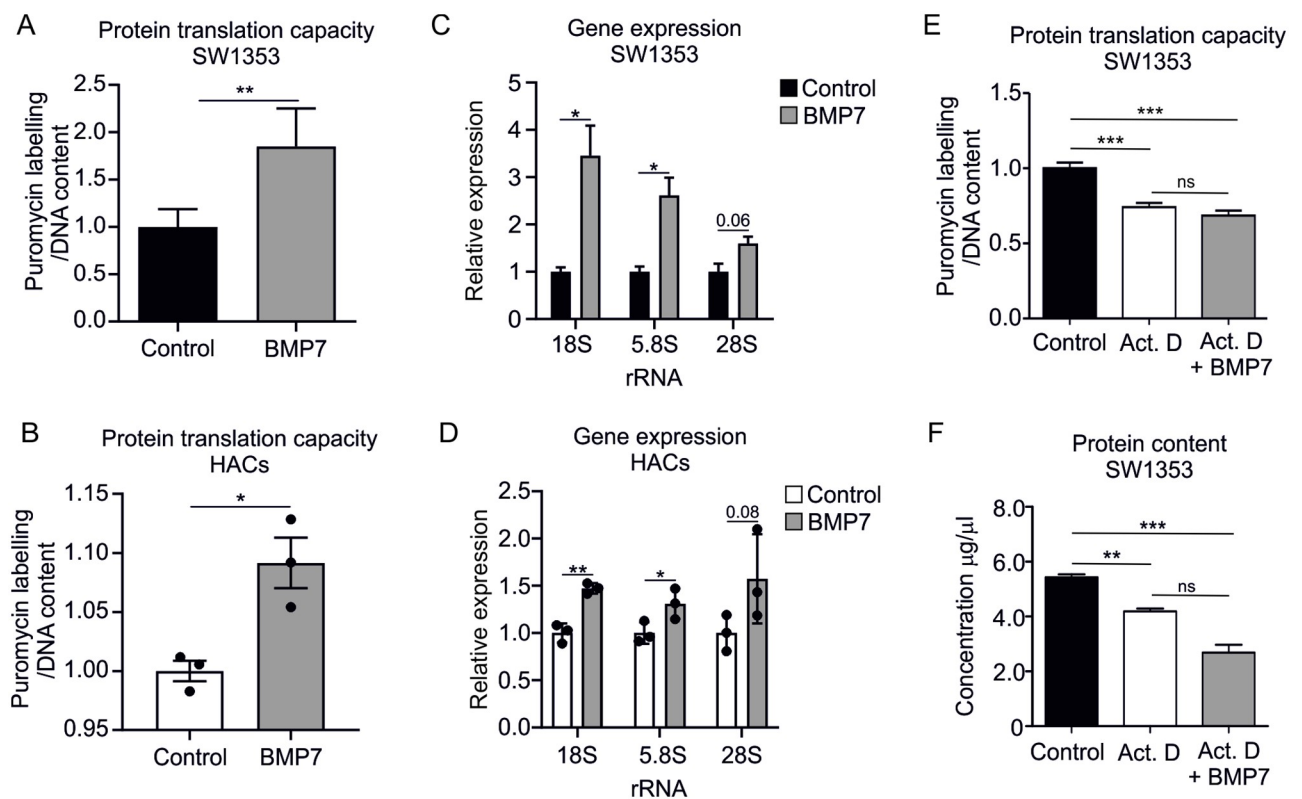 A
Protein translation capacity
SW1353
Puromycin labelling
/DNA content
2.5
2.0
1.5
1.0
0.5
0.0
**
Control
BMP7
C
Gene expression
SW1353
Control
BMP7
Relative expression
5
4
3
2
1
0
*
*
0.06
18S
5.8S
28S
rRNA
E
Protein translation capacity
SW1353
Puromycin labelling
/DNA content
1.5
1.0
0.5
0.0
***
***
ns
Control
Act. D
Act. D
+ BMP7
B
Protein translation capacity
HACs
Puromycin labelling
/DNA content
1.15
1.10
1.05
1.00
0.95
*
Control
BMP7
D
Gene expression
HACs
Control
BMP7
Relative expression
2.5
2.0
1.5
1.0
0.5
0.0
**
*
0.08
18S
5.8S
28S
rRNA
F
Protein content
SW1353
Concentration µg/µl
8.0
6.0
4.0
2.0
0
***
**
ns
Control
Act. D
Act. D
+ BMP7